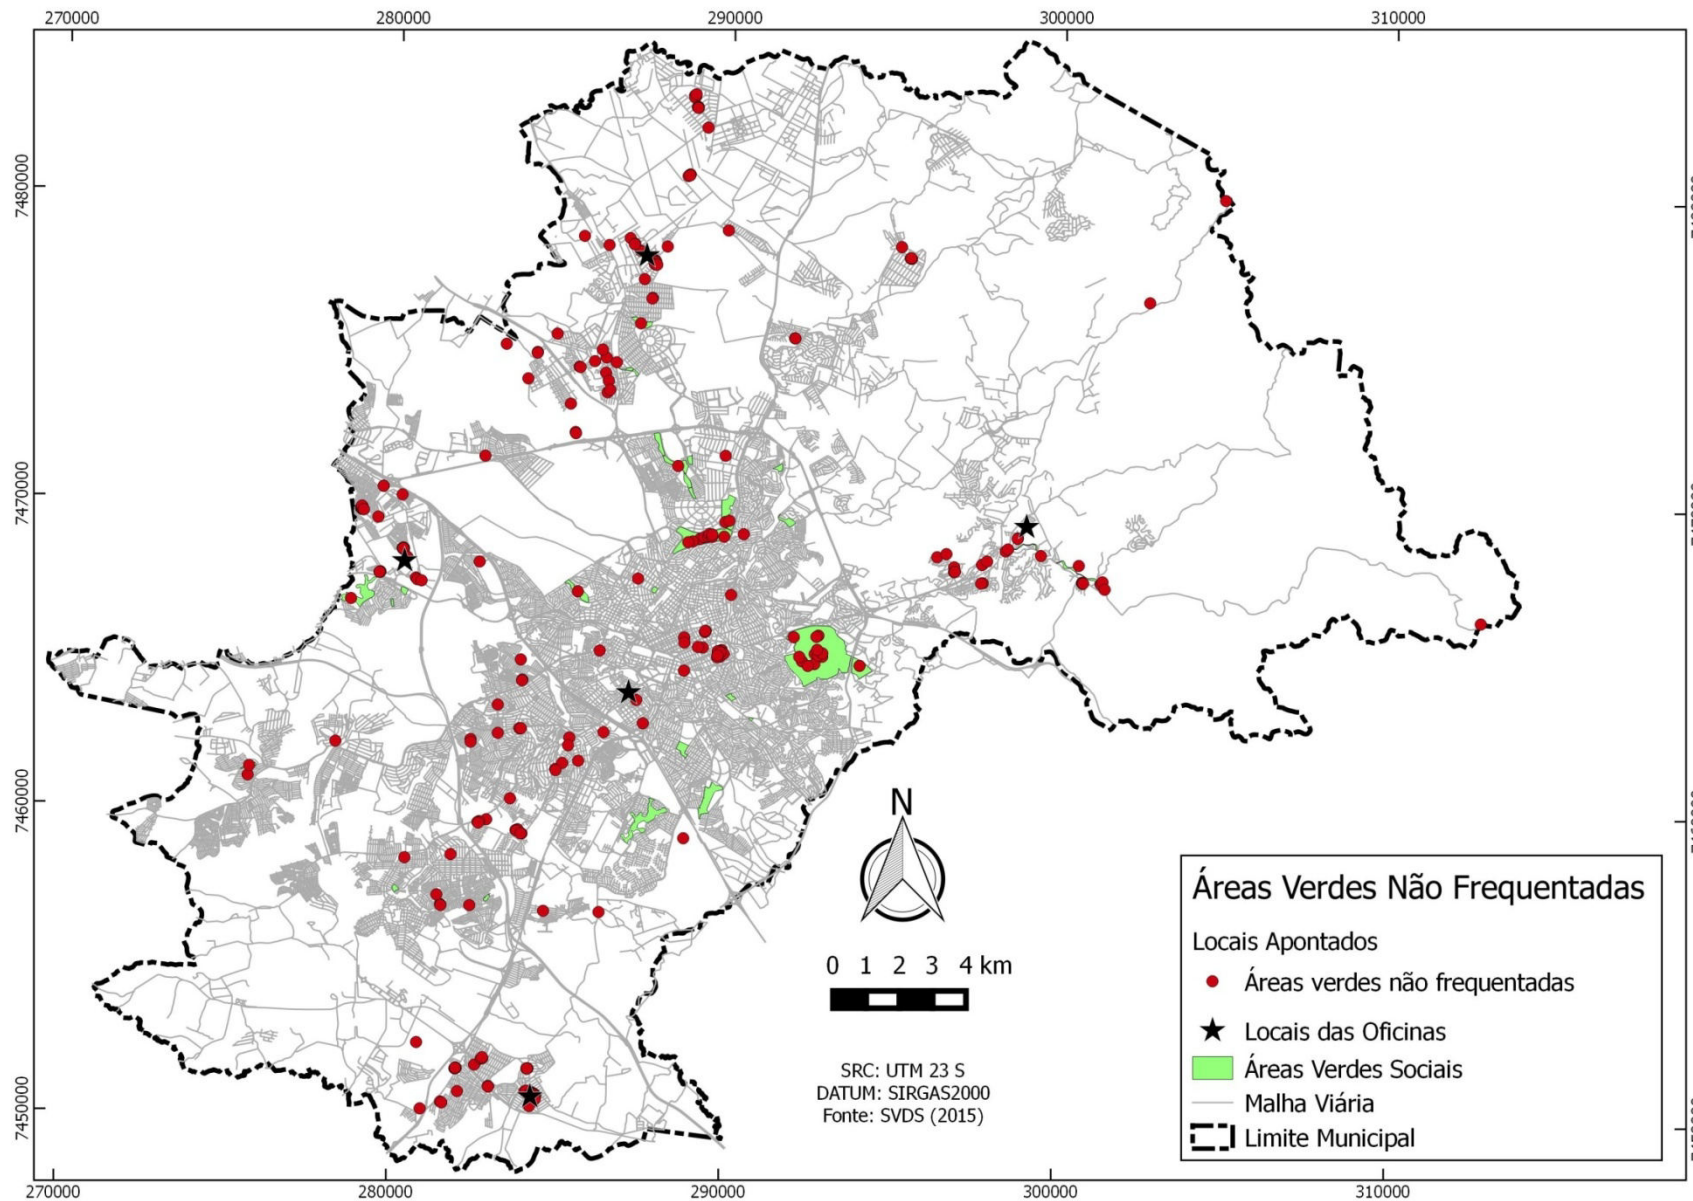 270000 280000 290000 300000 310000
7480000
7470000
7460000
7450000
N
0 1 2 3 4 km
SRC: UTM 23 S
DATUM: SIRGAS2000
Fonte: SVDS (2015)
Áreas Verdes Não Frequentadas
Locais Apontados
Áreas verdes não frequentadas
Locais das Oficinas
Áreas Verdes Sociais
Malha Viária
Limite Municipal
270000 280000 290000 300000 310000